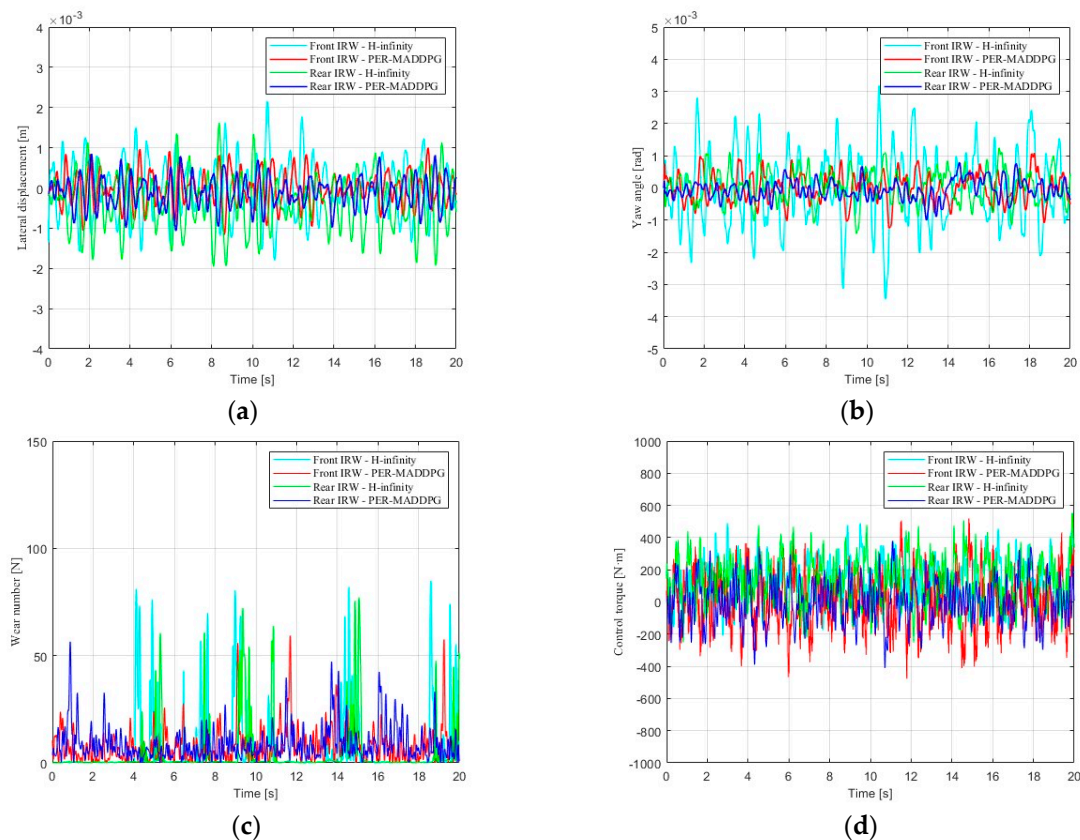 × 10⁻³
Lateral displacement [m]
4
3
2
1
0
-1
-2
-3
-4
Front IRW - H-infinity
Front IRW - PER-MADDPG
Rear IRW - H-infinity
Rear IRW - PER-MADDPG
0 2 4 6 8 10 12 14 16 18 20
Time [s]
(a)
× 10⁻³
Yaw angle [rad]
5
4
3
2
1
0
-1
-2
-3
-4
-5
Front IRW - H-infinity
Front IRW - PER-MADDPG
Rear IRW - H-infinity
Rear IRW - PER-MADDPG
0 2 4 6 8 10 12 14 16 18 20
Time [s]
(b)
Wear number [N]
150
100
50
0
Front IRW - H-infinity
Front IRW - PER-MADDPG
Rear IRW - H-infinity
Rear IRW - PER-MADDPG
0 2 4 6 8 10 12 14 16 18 20
Time [s]
(c)
Control torque [N·m]
1000
800
600
400
200
0
-200
-400
-600
-800
-1000
Front IRW - H-infinity
Front IRW - PER-MADDPG
Rear IRW - H-infinity
Rear IRW - PER-MADDPG
0 2 4 6 8 10 12 14 16 18 20
Time [s]
(d)